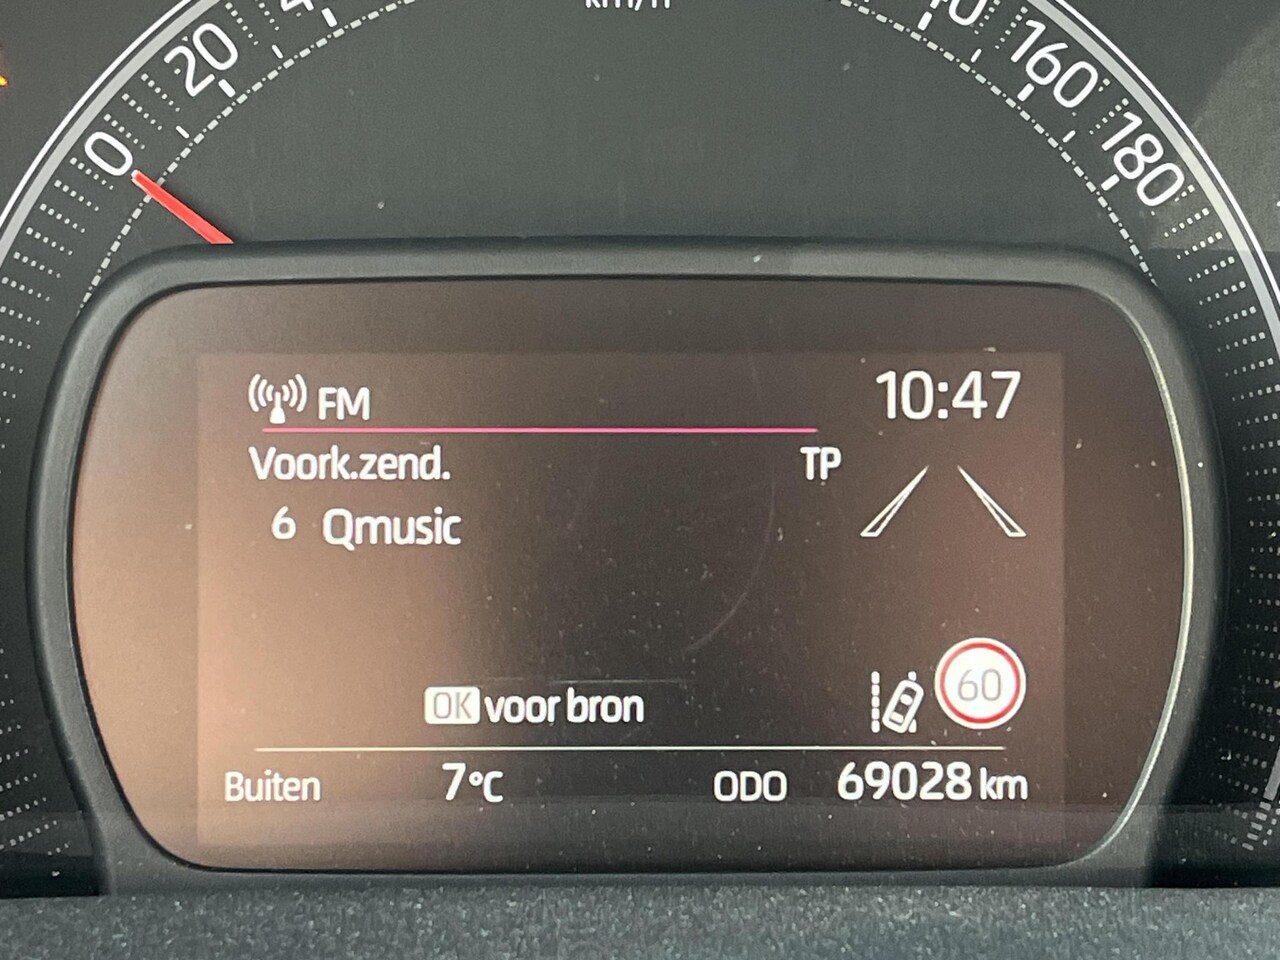 km/h
0
20
160
180
FM
10:47
Voork.zend.
TP
6 Qmusic
60
OK voor bron
Buiten 7°C ODO 69028 km